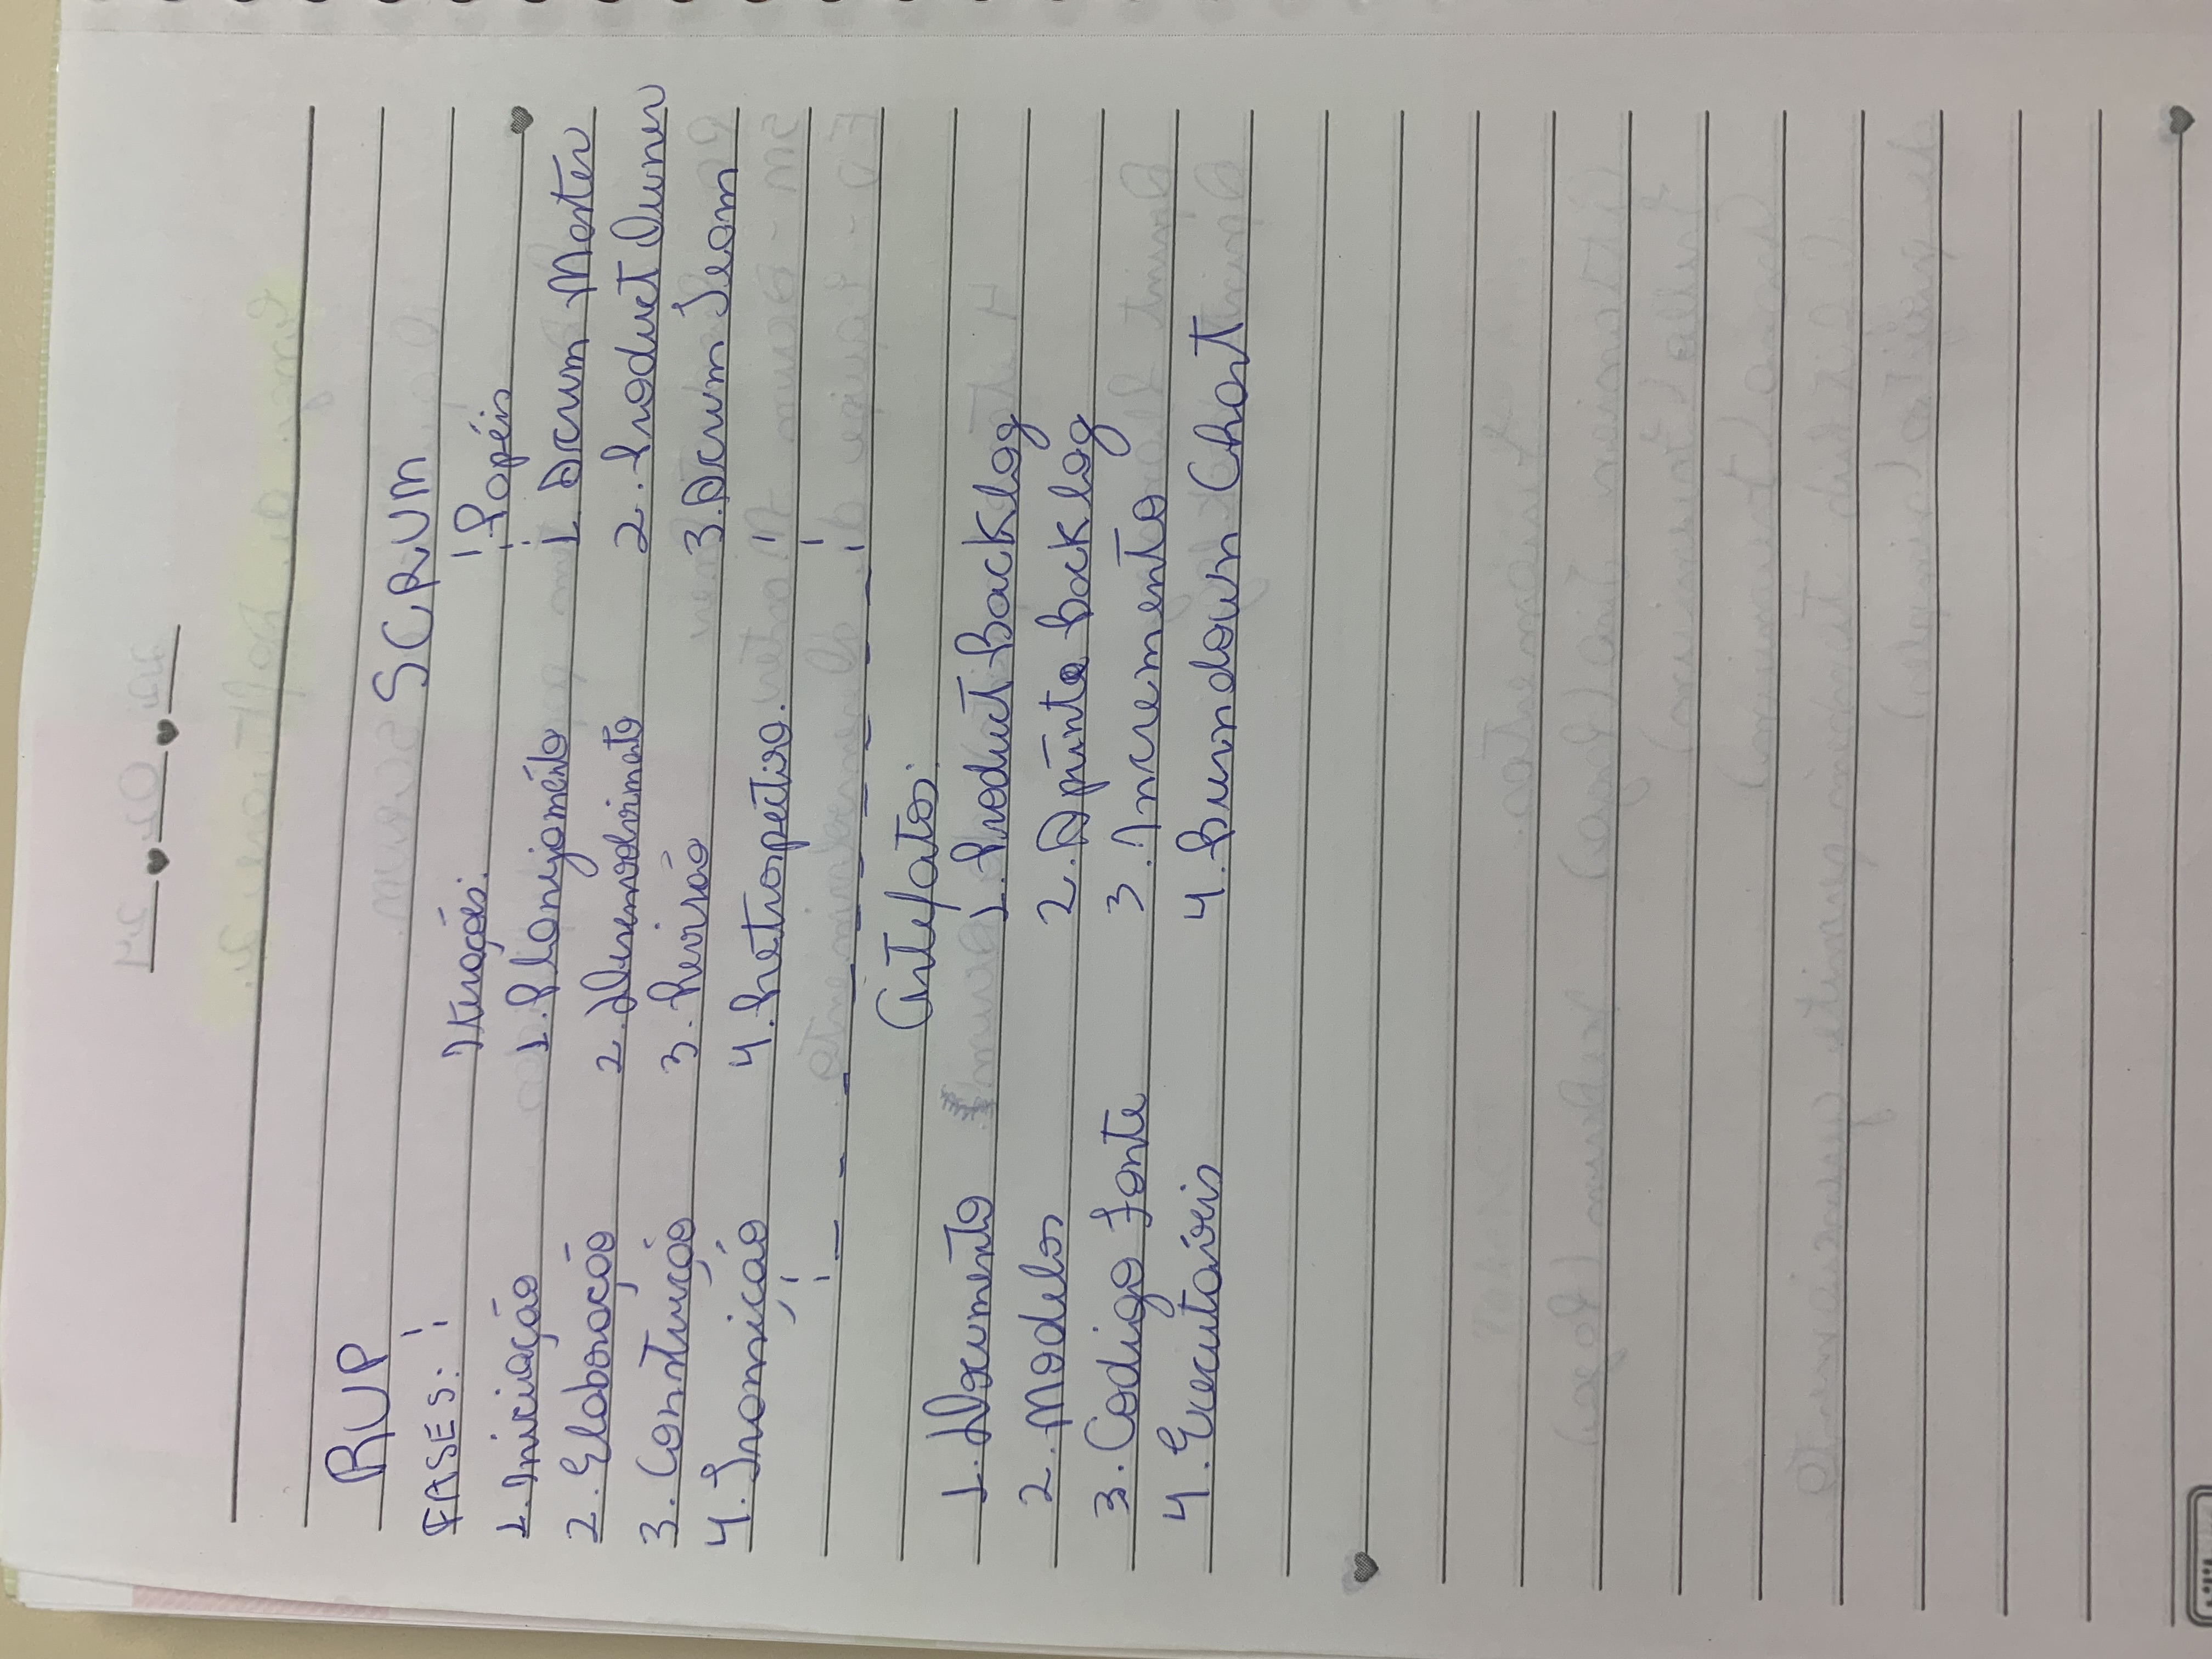 RUP
SCRUM
FASES:
Iterações:
Papéis
1. Iniciação
1. Planejamento
1. Scrum Master
2. Elaboração
2. Desenvolvimento
2. Product Owner
3. Construção
3. Revisão
3. Scrum Team
4. Transição
4. Retrospectiva.
Artefatos:
1. Documento
1. Product Backlog
2. Modelos
2. Sprinte Backlog
3. Codigo fonte
3. Incremento
4. Executáveis
4. Burndown Chart